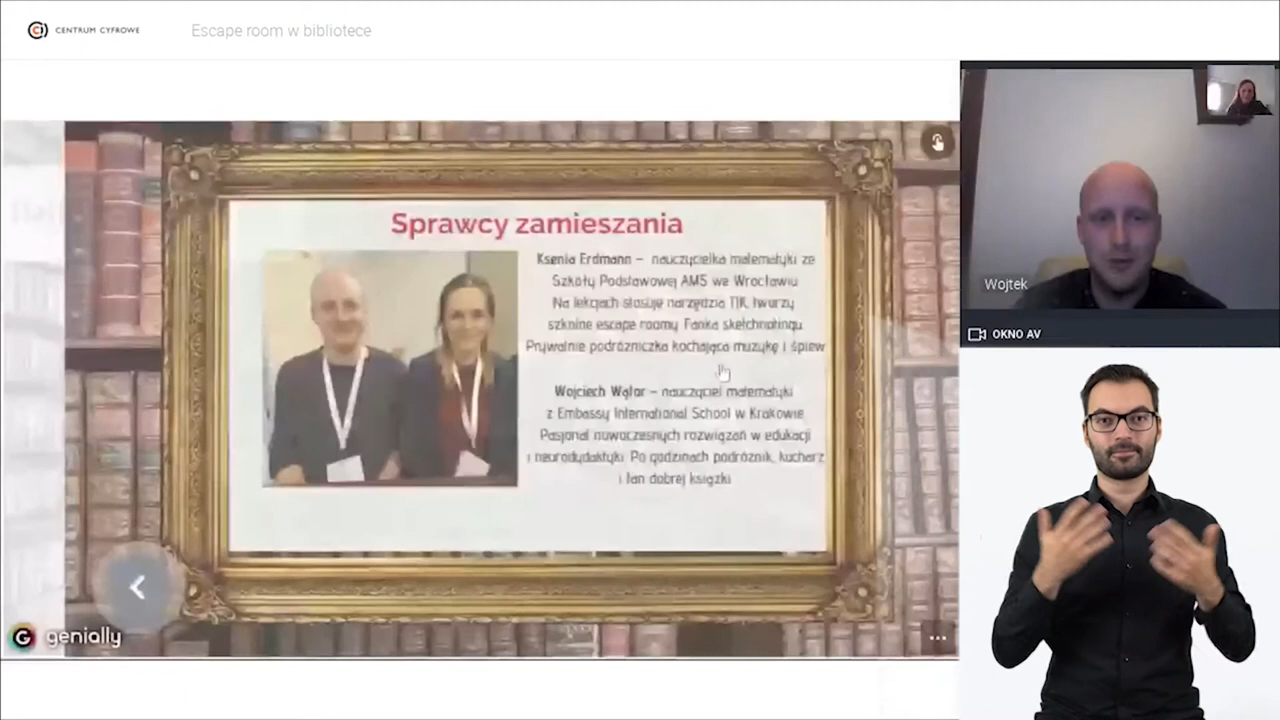 CENTRUM CYFROWE
Escape room w bibliotece
Sprawcy zamieszania
Ksenia Erdmann – nauczycielka matematyki ze
Szkoły Podstawowej AMS we Wrocławiu
Na lekcjach stosuję narzędzia TIK, tworzy
szkolne escape roomy. Fanka sketchnotingu
Prywatnie podróżniczka kochająca muzykę i śpiew
Wojciech Wątor – nauczyciel matematyki
z Embassy International School w Krakowie
Pasjonat nowoczesnych rozwiązań w edukacji
i neurodydaktyki. Po godzinach podróżnik, kucharz
i fan dobrej książki
genially
Wojtek
OKNO AV